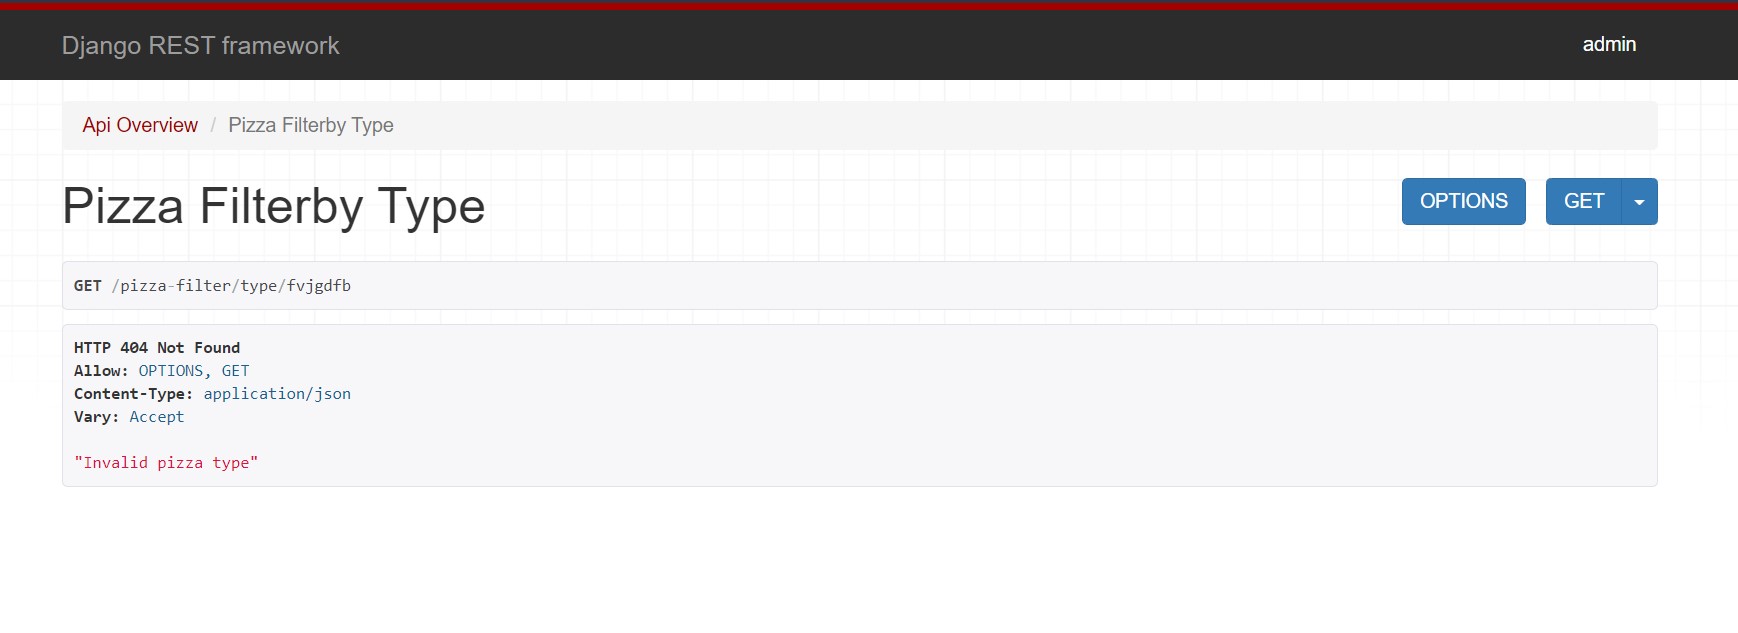 Django REST framework
admin
Api Overview / Pizza Filterby Type
Pizza Filterby Type
OPTIONS
GET
GET /pizza-filter/type/fvjgdfb
HTTP 404 Not Found
Allow: OPTIONS, GET
Content-Type: application/json
Vary: Accept
"Invalid pizza type"